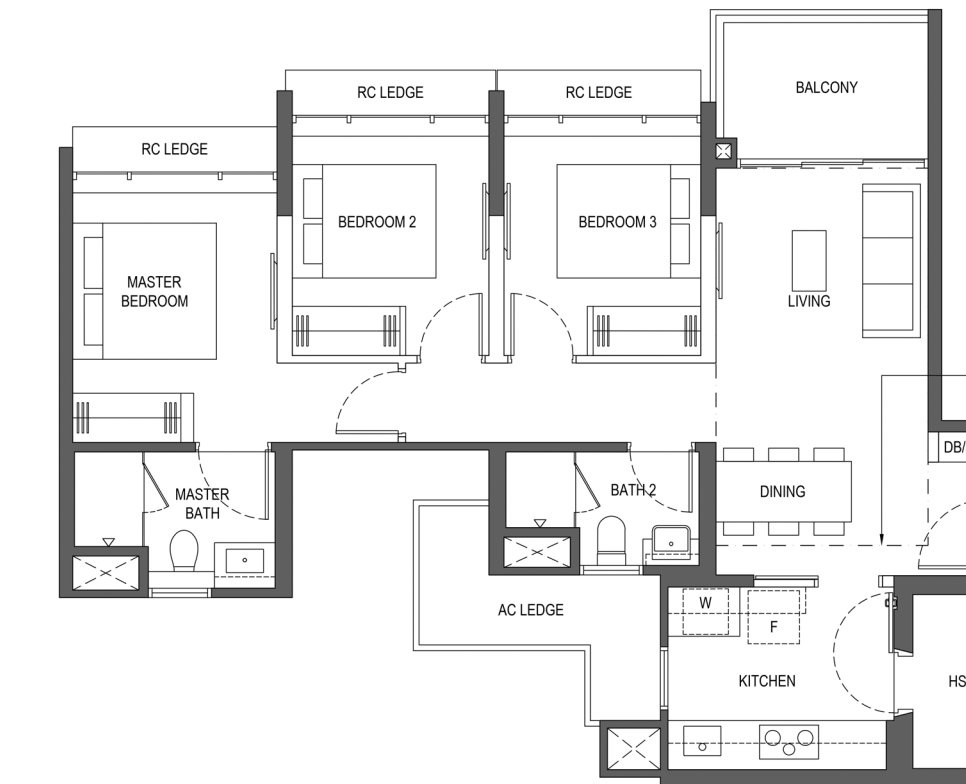 BALCONY
RC LEDGE
RC LEDGE
RC LEDGE
BEDROOM 2
BEDROOM 3
MASTER
BEDROOM
LIVING
DB/
MASTER
BATH
BATH 2
DINING
AC LEDGE
W
F
KITCHEN
HS